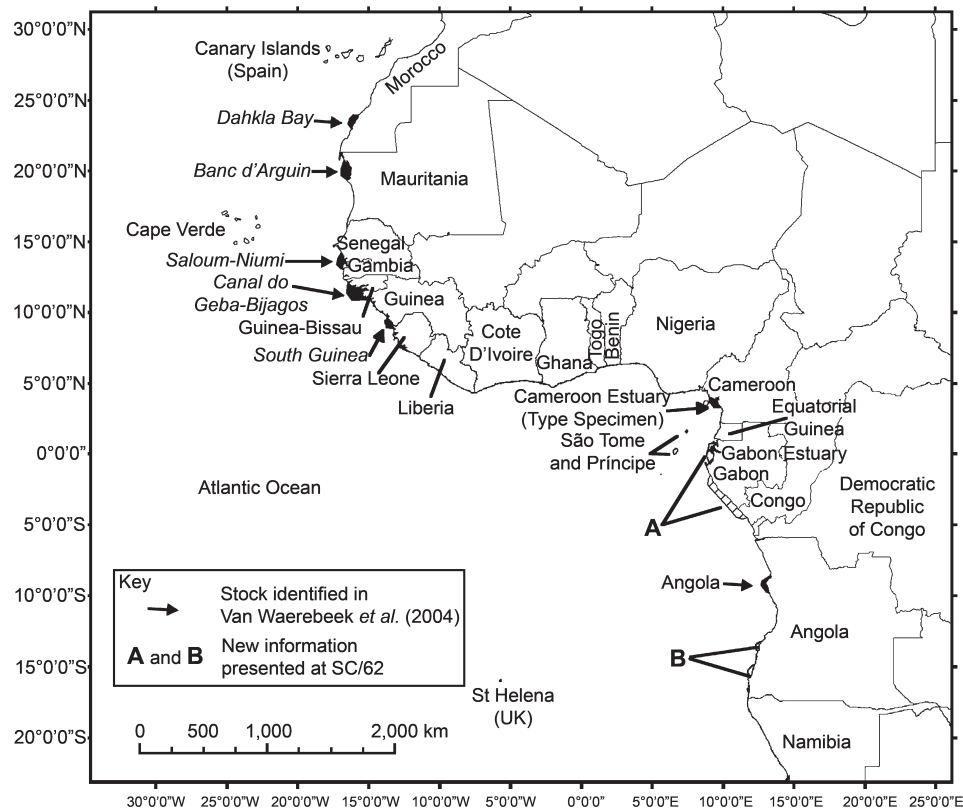 30°0'0"N
25°0'0"N
20°0'0"N
15°0'0"N
10°0'0"N
5°0'0"N
0°0'0"
5°0'0"S
10°0'0"S
15°0'0"S
20°0'0"S
Canary Islands
(Spain)
Morocco
Dahkla Bay
Banc d'Arguin
Mauritania
Cape Verde
Senegal
Saloum-Niumi
Gambia
Canal do
Geba-Bijagos
Guinea
Guinea-Bissau
South Guinea
Sierra Leone
Liberia
Cote
D'Ivoire
Ghana
Togo
Benin
Nigeria
Cameroon
Cameroon Estuary
(Type Specimen)
Equatorial
Guinea
São Tome
and Príncipe
Gabon Estuary
Gabon
Congo
Democratic
Republic
of Congo
Atlantic Ocean
A
Angola
Angola
B
Namibia
St Helena
(UK)
Key
Stock identified in
Van Waerebeek et al. (2004)
A and B New information
presented at SC/62
0 500 1,000 2,000 km
30°0'0"W 25°0'0"W 20°0'0"W 15°0'0"W 10°0'0"W 5°0'0"W 0°0'0" 5°0'0"E 10°0'0"E 15°0'0"E 20°0'0"E 25°0'0"E